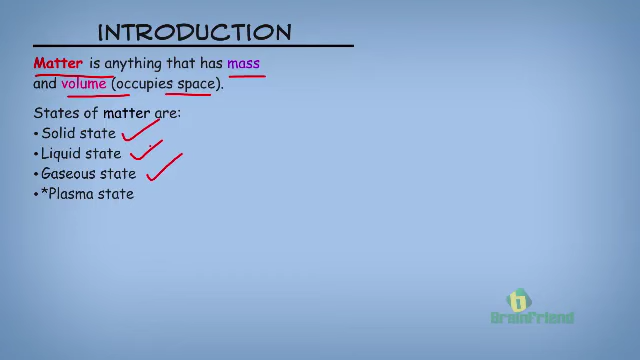 INTRODUCTION
Matter is anything that has mass
and volume (occupies space).
States of matter are:
• Solid state
• Liquid state
• Gaseous state
• *Plasma state
BrainFriend